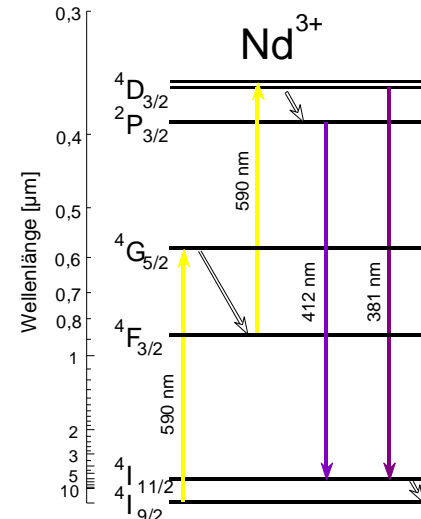 Nd³⁺
Wellenlänge [µm]
0,3
0,4
0,5
0,6
0,7
0,8
1
2
3
5
10
⁴D₃/₂
²P₃/₂
⁴G₅/₂
⁴F₃/₂
⁴I₁₁/₂
⁴I₉/₂
590 nm
590 nm
412 nm
381 nm